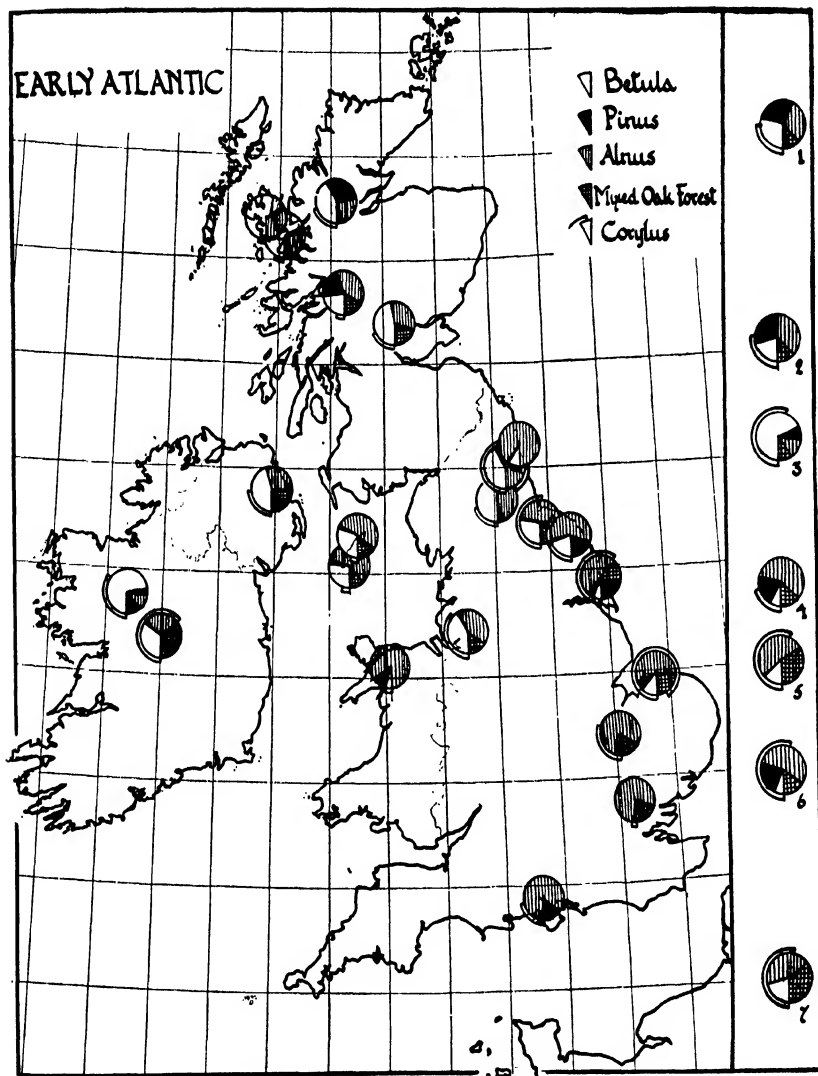 EARLY ATLANTIC
Betula
Pinus
Alnus
Mixed Oak Forest
Corylus
1
2
3
4
5
6
7